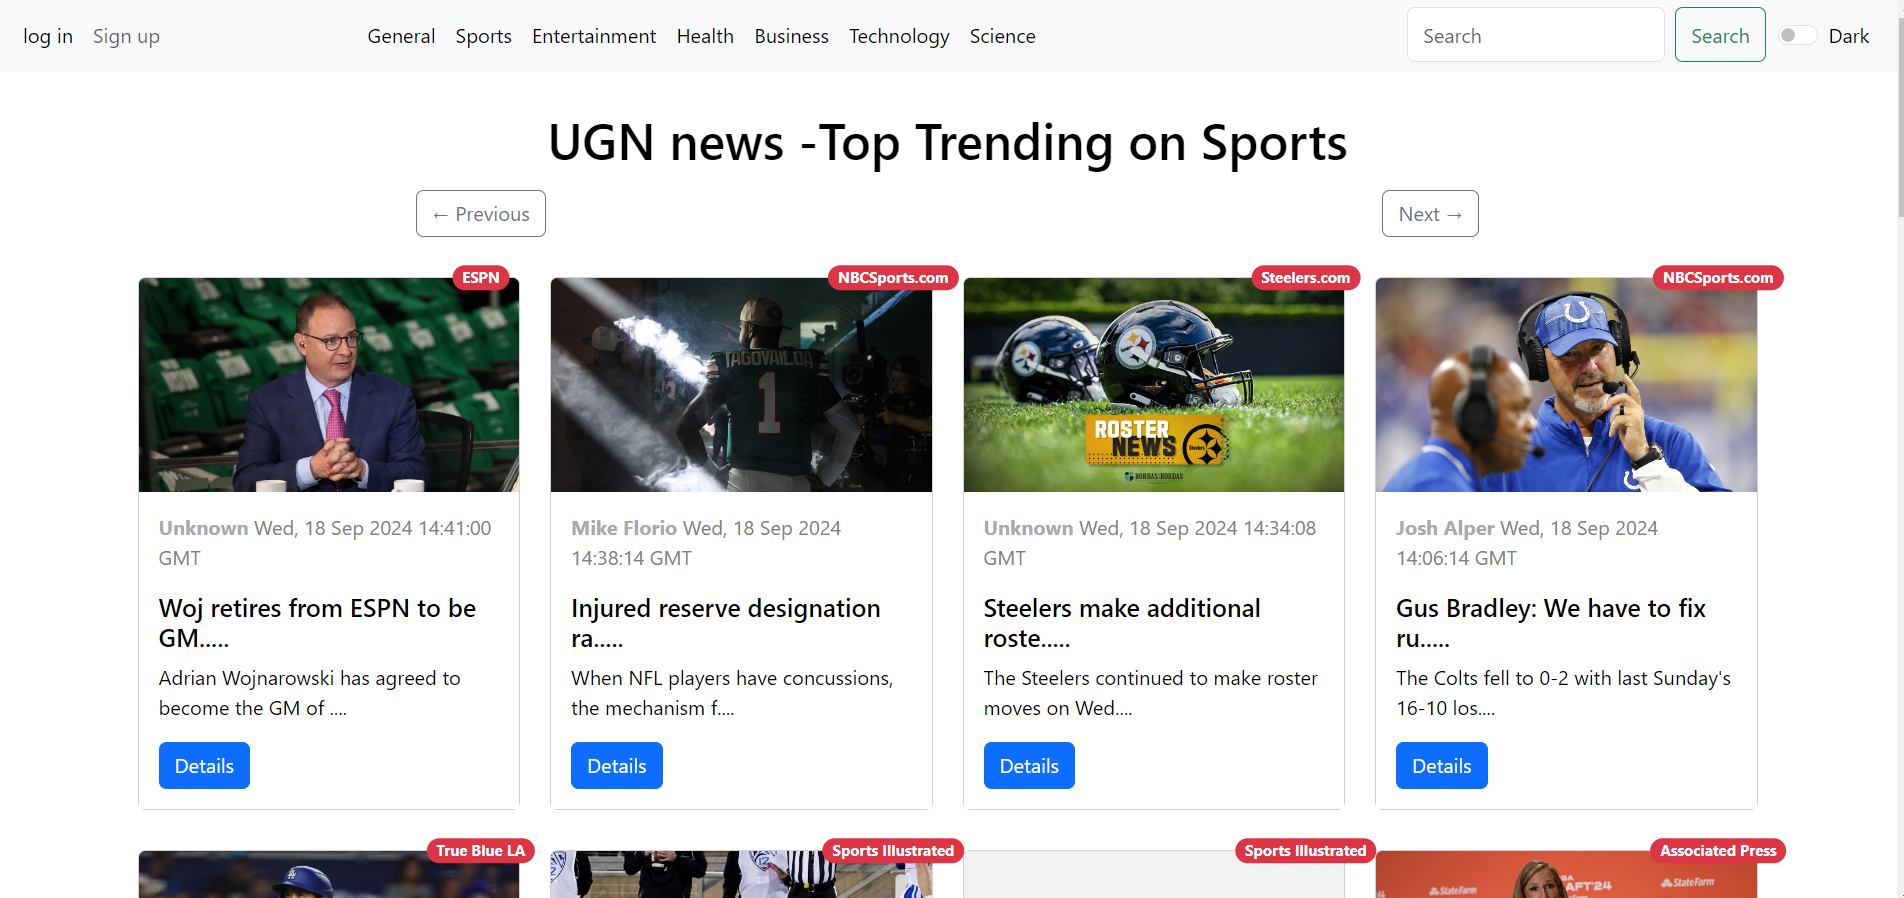 log in Sign up General Sports Entertainment Health Business Technology Science Search Search Dark
UGN news -Top Trending on Sports
← Previous Next →
ESPN NBCSports.com Steelers.com NBCSports.com
TAGOVAILOA
1
ROSTER
NEWS
Steelers
BORDAS&BORDAS
Unknown Wed, 18 Sep 2024 14:41:00
GMT
Woj retires from ESPN to be
GM.....
Adrian Wojnarowski has agreed to
become the GM of ....
Details
Mike Florio Wed, 18 Sep 2024
14:38:14 GMT
Injured reserve designation
ra.....
When NFL players have concussions,
the mechanism f....
Details
Unknown Wed, 18 Sep 2024 14:34:08
GMT
Steelers make additional
roste.....
The Steelers continued to make roster
moves on Wed....
Details
Josh Alper Wed, 18 Sep 2024
14:06:14 GMT
Gus Bradley: We have to fix
ru.....
The Colts fell to 0-2 with last Sunday's
16-10 los....
Details
True Blue LA Sports Illustrated Sports Illustrated Associated Press
StateFarm AFT'24 StateFarm